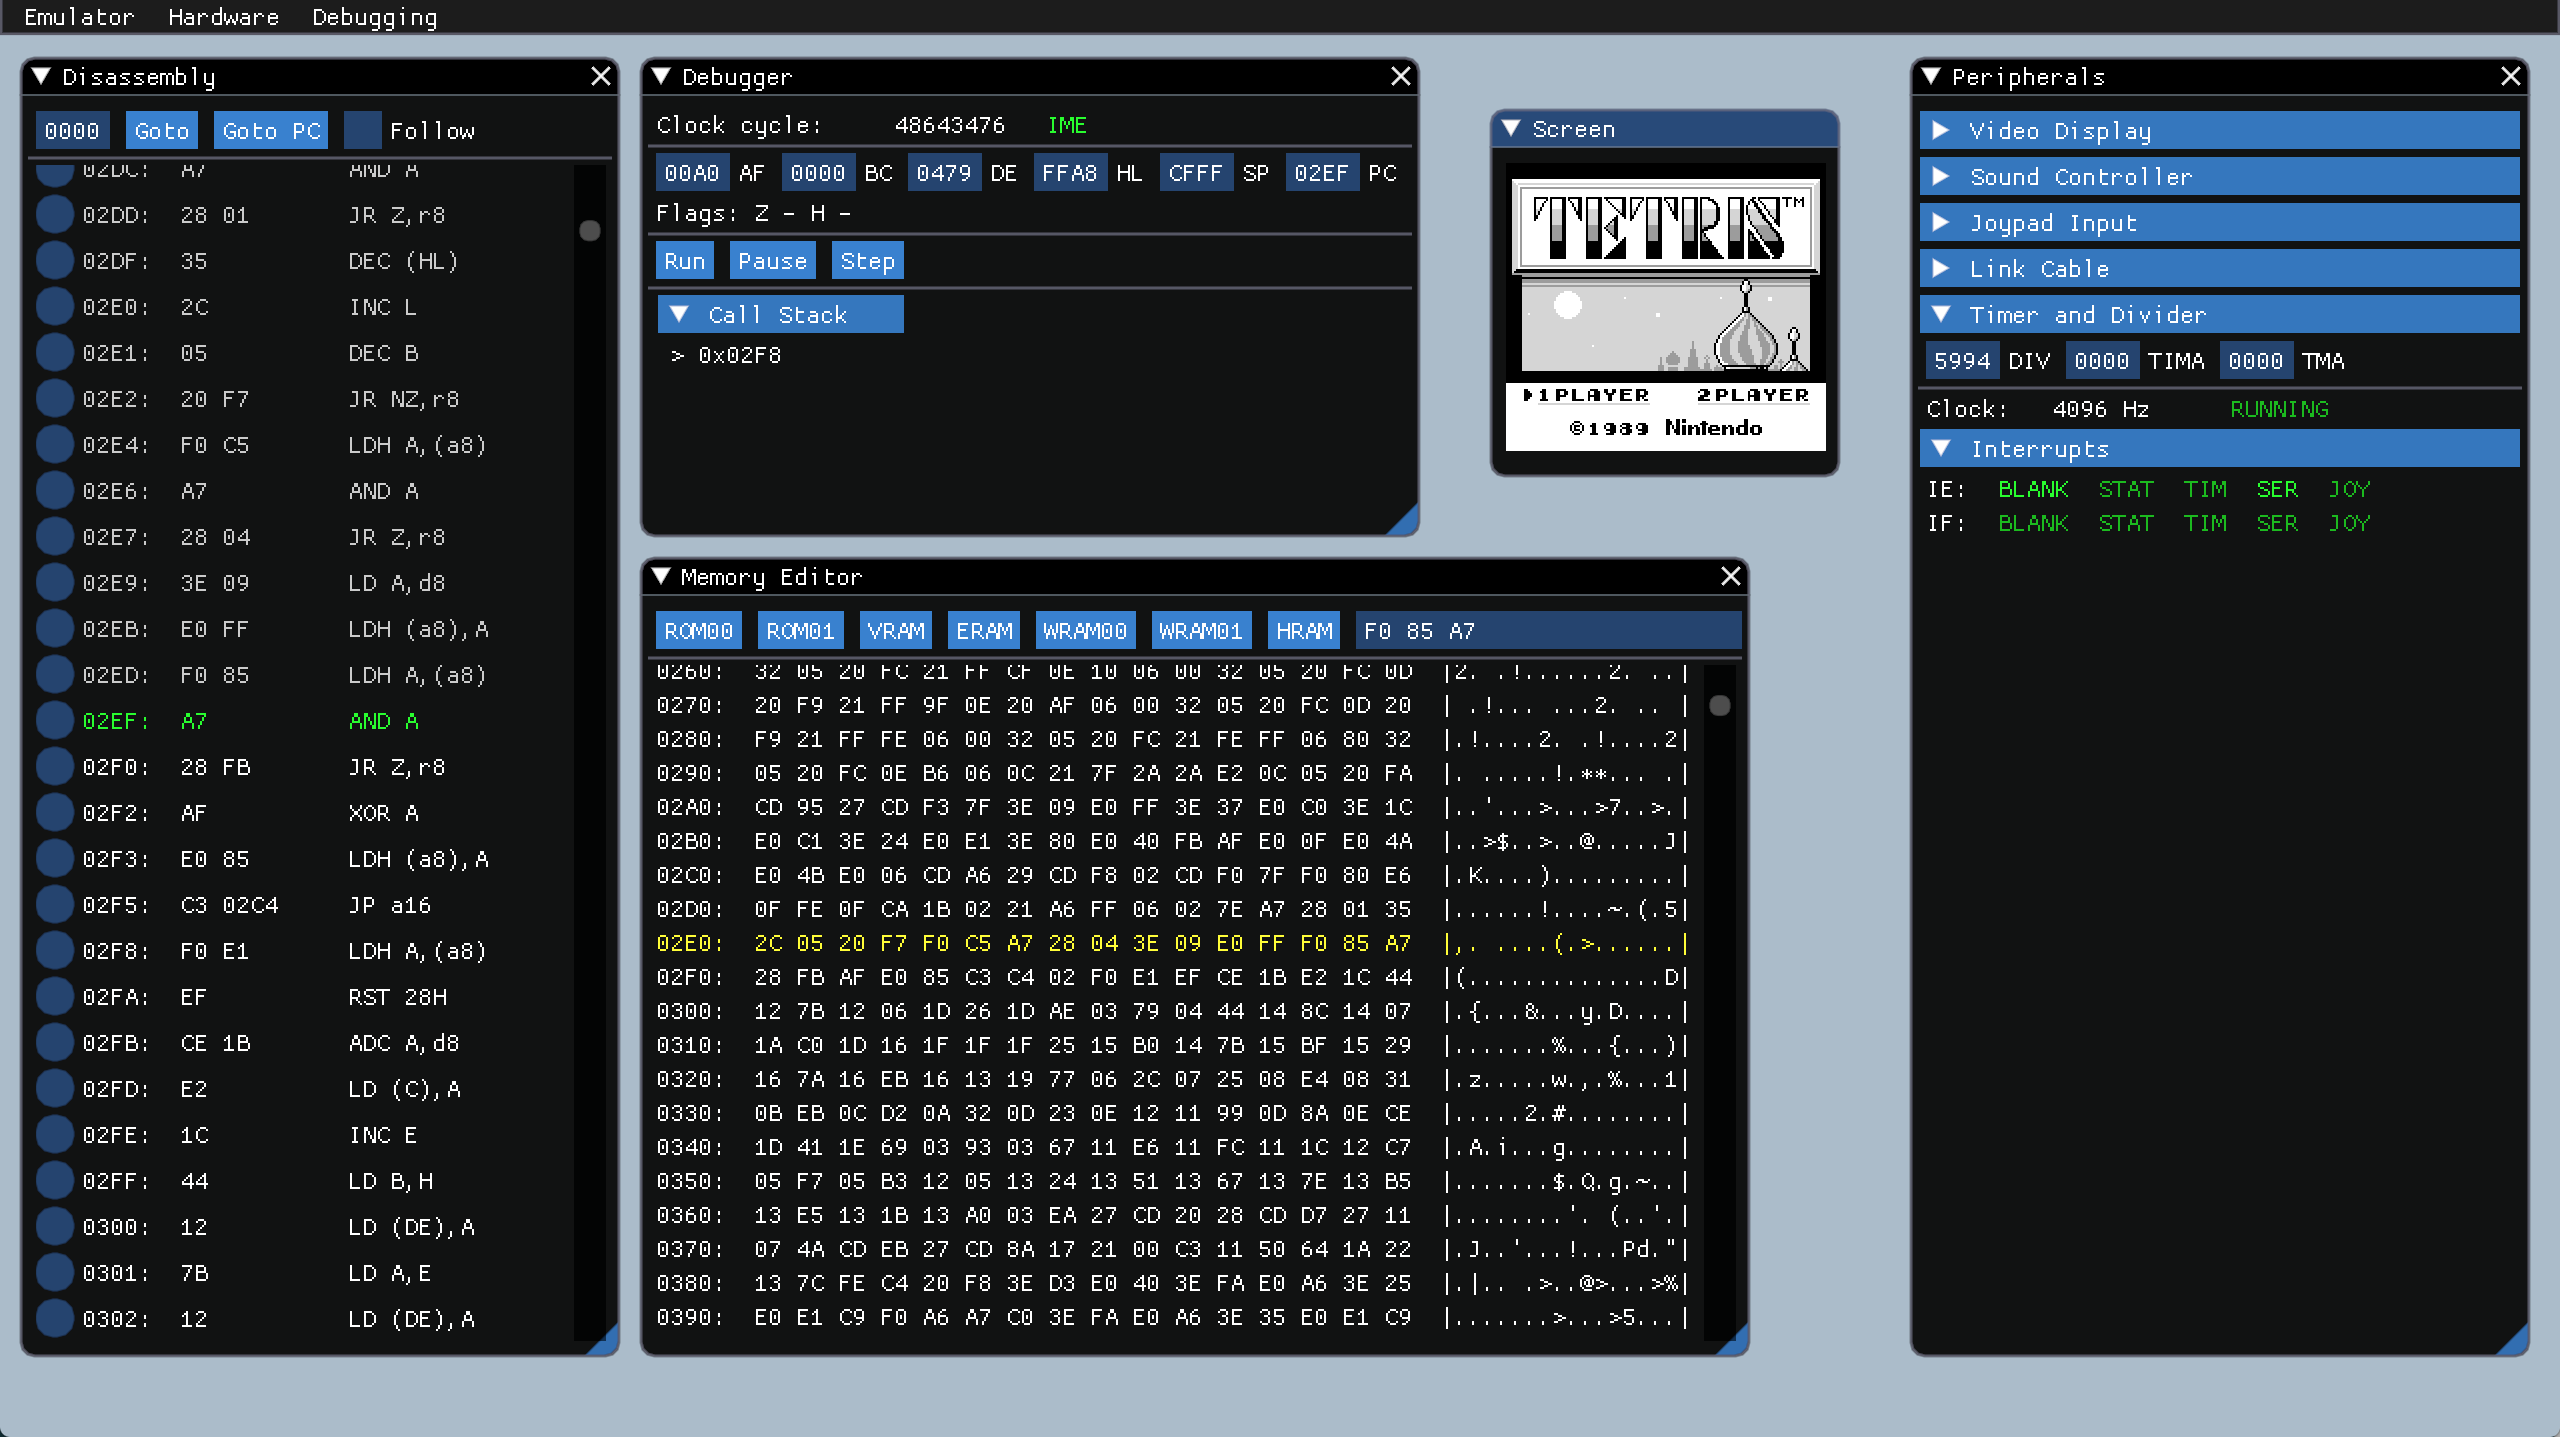 Emulator Hardware Debugging
Disassembly
0000 Goto Goto PC Follow
02DC: A7 AND A
02DD: 28 01 JR Z,r8
02DF: 35 DEC (HL)
02E0: 2C INC L
02E1: 05 DEC B
02E2: 20 F7 JR NZ,r8
02E4: F0 C5 LDH A,(a8)
02E6: A7 AND A
02E7: 28 04 JR Z,r8
02E9: 3E 09 LD A,d8
02EB: E0 FF LDH (a8),A
02ED: F0 85 LDH A,(a8)
02EF: A7 AND A
02F0: 28 FB JR Z,r8
02F2: AF XOR A
02F3: E0 85 LDH (a8),A
02F5: C3 02C4 JP a16
02F8: F0 E1 LDH A,(a8)
02FA: EF RST 28H
02FB: CE 1B ADC A,d8
02FD: E2 LD (C),A
02FE: 1C INC E
02FF: 44 LD B,H
0300: 12 LD (DE),A
0301: 7B LD A,E
0302: 12 LD (DE),A
Debugger
Clock cycle: 48643476 IME
00A0 AF 0000 BC 0479 DE FFA8 HL CFFF SP 02EF PC
Flags: Z - H -
Run Pause Step
Call Stack
> 0x02F8
Memory Editor
ROM00 ROM01 VRAM ERAM WRAM00 WRAM01 HRAM F0 85 A7
0260: 32 05 20 FC 21 FF CF 0E 10 06 00 32 05 20 FC 0D |2. .!......2. ..|
0270: 20 F9 21 FF 9F 0E 20 AF 06 00 32 05 20 FC 0D 20 | .!... ...2. .. |
0280: F9 21 FF FE 06 00 32 05 20 FC 21 FE FF 06 80 32 |.!....2. .!....2|
0290: 05 20 FC 0E B6 06 0C 21 7F 2A 2A E2 0C 05 20 FA |. .....!.**... .|
02A0: CD 95 27 CD F3 7F 3E 09 E0 FF 3E 37 E0 C0 3E 1C |..'...>...>7..>.|
02B0: E0 C1 3E 24 E0 E1 3E 80 E0 40 FB AF E0 0F E0 4A |..>$..>..@.....J|
02C0: E0 4B E0 06 CD A6 29 CD F8 02 CD F0 7F F0 80 E6 |.K....).........|
02D0: 0F FE 0F CA 1B 02 21 A6 FF 06 02 7E A7 28 01 35 |......!....~.(.5|
02E0: 2C 05 20 F7 F0 C5 A7 28 04 3E 09 E0 FF F0 85 A7 |,. ....(.>......|
02F0: 28 FB AF E0 85 C3 C4 02 F0 E1 EF CE 1B E2 1C 44 |(..............D|
0300: 12 7B 12 06 1D 26 1D AE 03 79 04 44 14 8C 14 07 |.{...&...y.D....|
0310: 1A C0 1D 16 1F 1F 1F 25 15 B0 14 7B 15 BF 15 29 |.......%...{...)|
0320: 16 7A 16 EB 16 13 19 77 06 2C 07 25 08 E4 08 31 |.z.....w.,.%...1|
0330: 0B EB 0C D2 0A 32 0D 23 0E 12 11 99 0D 8A 0E CE |.....2.#........|
0340: 1D 41 1E 69 03 93 03 67 11 E6 11 FC 11 1C 12 C7 |.A.i...g........|
0350: 05 F7 05 B3 12 05 13 24 13 51 13 67 13 7E 13 B5 |.......$.Q.g.~..|
0360: 13 E5 13 1B 13 A0 03 EA 27 CD 20 28 CD D7 27 11 |........'. (..'.|
0370: 07 4A CD EB 27 CD 8A 17 21 00 C3 11 50 64 1A 22 |.J..'...!...Pd."|
0380: 13 7C FE C4 20 F8 3E D3 E0 40 3E FA E0 A6 3E 25 |.|.. .>..@>...>%|
0390: E0 E1 C9 F0 A6 A7 C0 3E FA E0 A6 3E 35 E0 E1 C9 |.......>...>5...|
Screen
TETRIS™
1PLAYER 2PLAYER
©1989 Nintendo
Peripherals
Video Display
Sound Controller
Joypad Input
Link Cable
Timer and Divider
5994 DIV 0000 TIMA 0000 TMA
Clock: 4096 Hz RUNNING
Interrupts
IE: BLANK STAT TIM SER JOY
IF: BLANK STAT TIM SER JOY